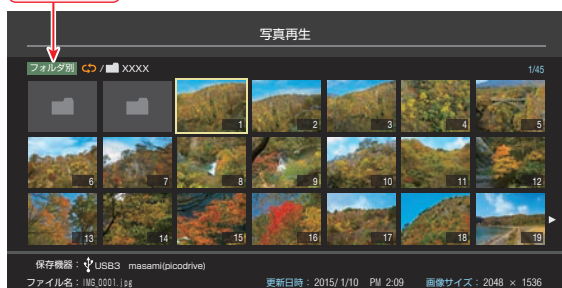 写真再生
フォルダ別 / XXXX 1/45
1 2 3 4 5
6 7 8 9 10 11 12
13 14 15 16 17 18 19
保存機器： USB3 masami(picodrive)
ファイル名：IMG_0001.jpg 更新日時：2015/ 1/10 PM 2:09 画像サイズ：2048 × 1536